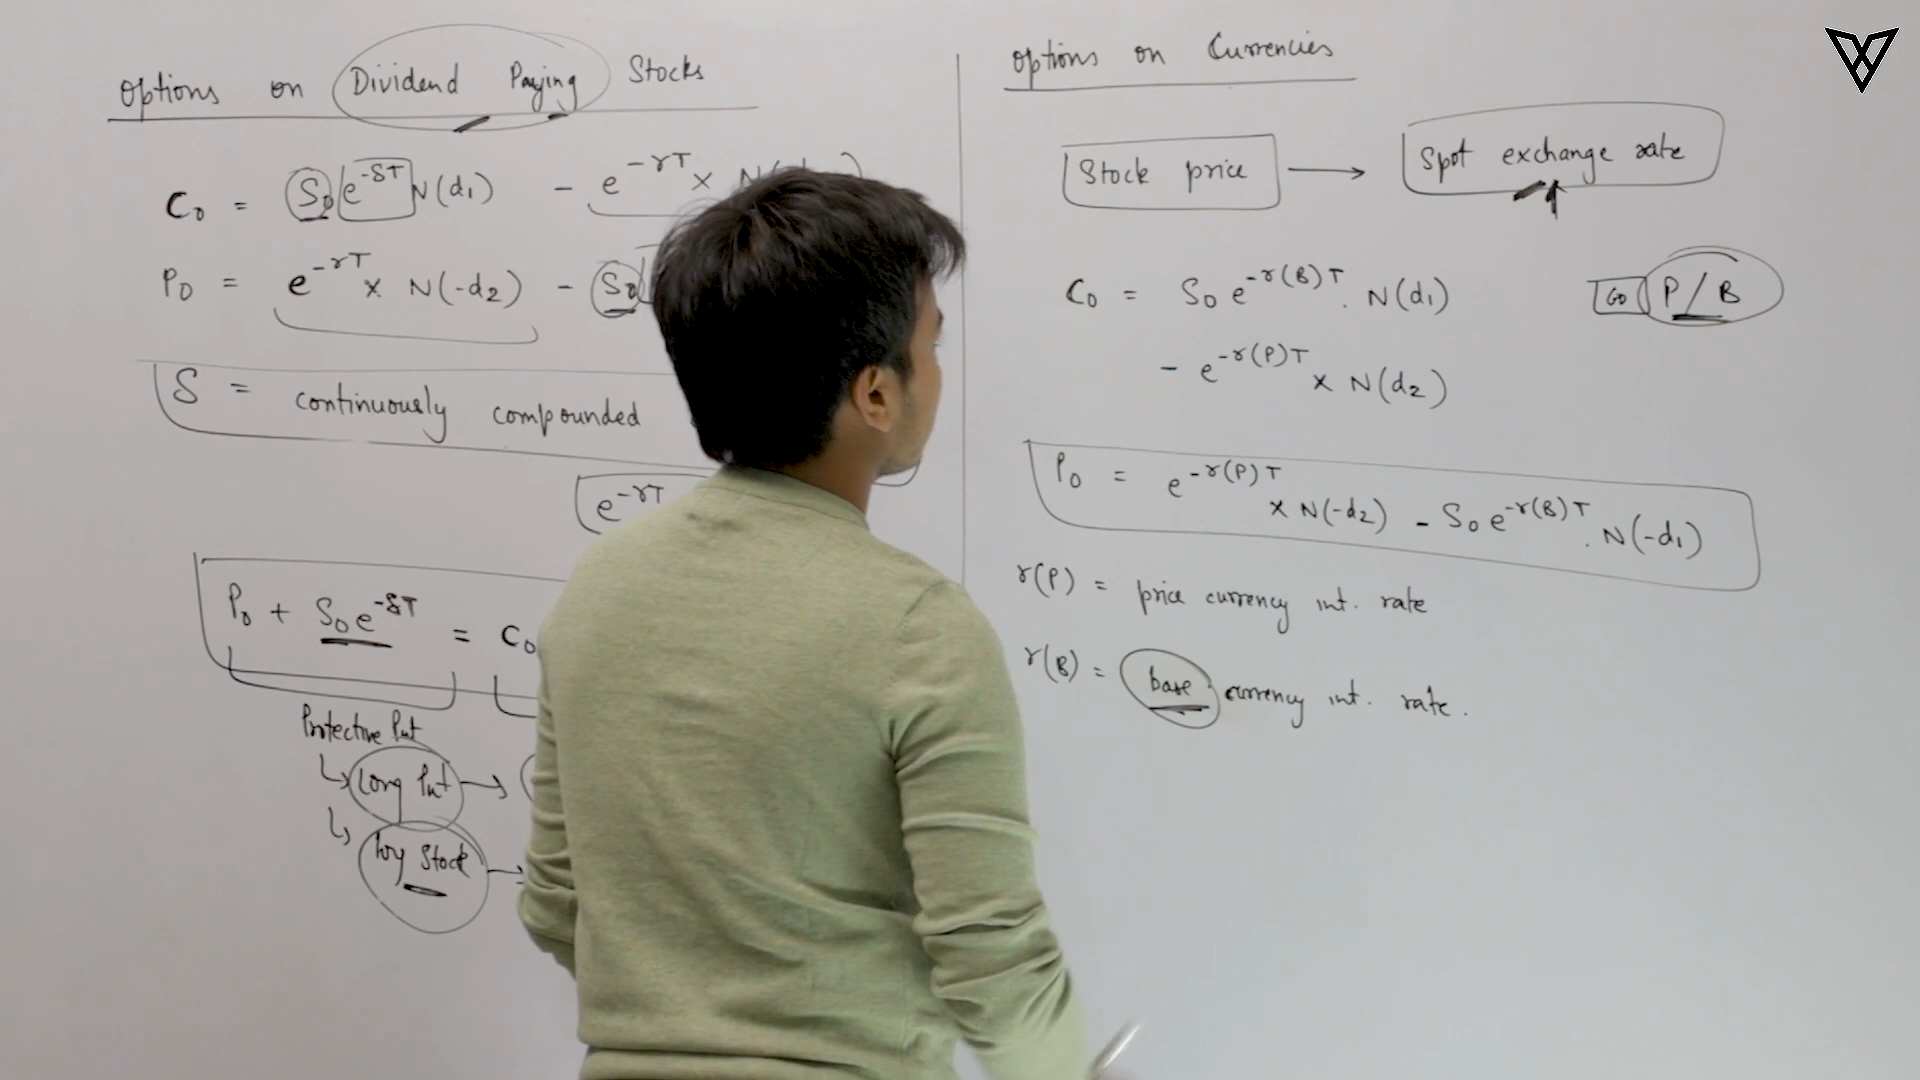 Options on Dividend Paying Stocks
C₀ = S₀ e^-δT N(d₁) - e^-rT X N(
P₀ = e^-rT X N(-d₂) - S₀
δ = continuously compounded
e^-rT
P₀ + S₀e^-δT = C₀
Protective Put
Long Put
Stock
Options on Currencies
Stock price → Spot exchange rate
C₀ = S₀ e^-r(B)T . N(d₁)
P/B
- e^-r(P)T X N(d₂)
P₀ = e^-r(P)T X N(-d₂) - S₀ e^-r(B)T . N(-d₁)
r(P) = price currency int. rate
r(B) = base currency int. rate.